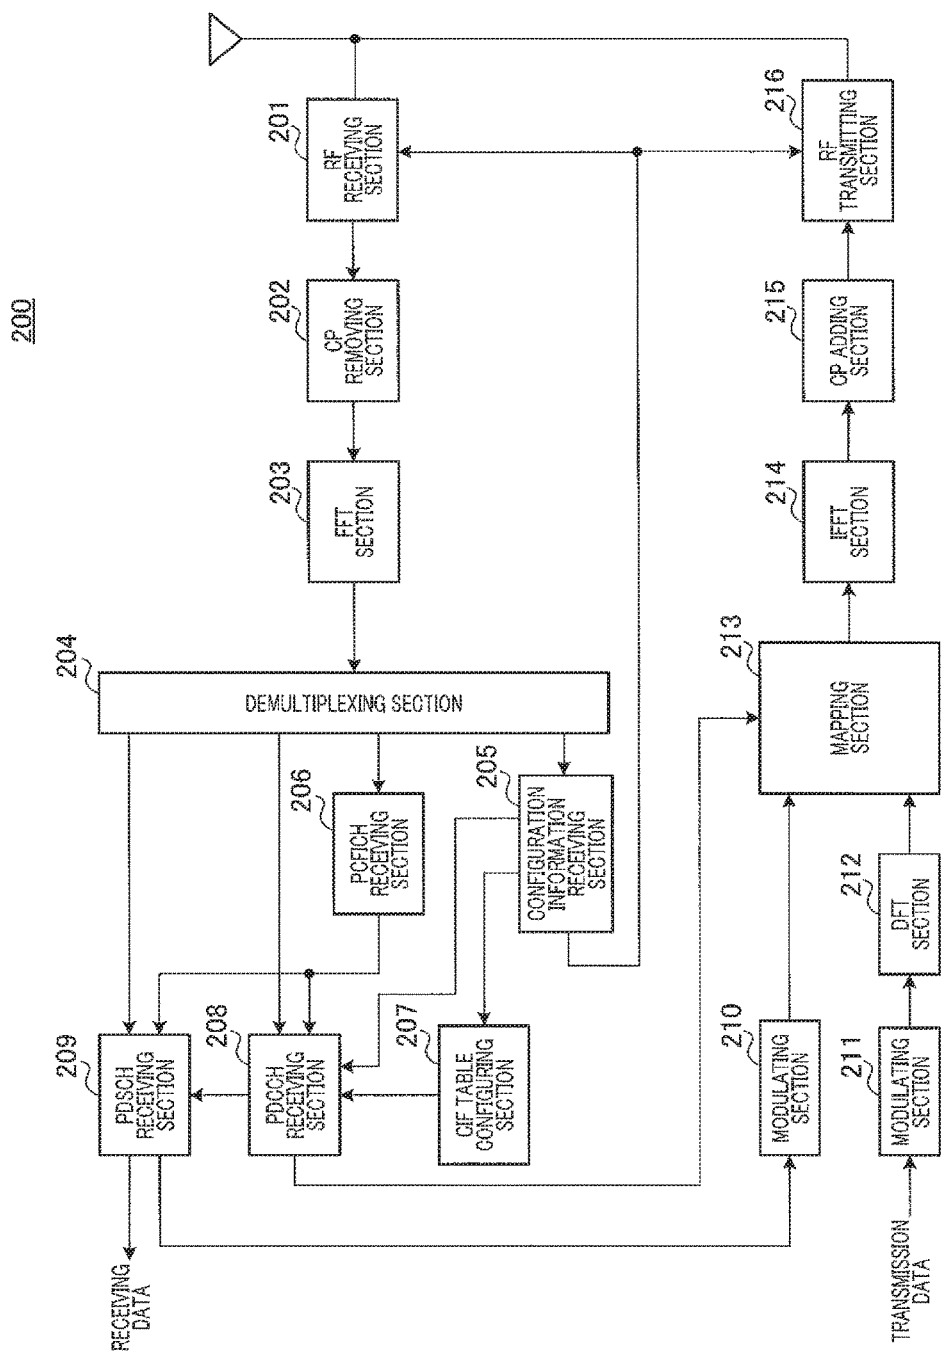 200
201
RF
RECEIVING
SECTION
202
CP
REMOVING
SECTION
203
FFT
SECTION
204
DEMULTIPLEXING SECTION
205
CONFIGURATION
INFORMATION
RECEIVING
SECTION
206
PCFICH
RECEIVING
SECTION
207
CIF TABLE
CONFIGURING
SECTION
208
PDCCH
RECEIVING
SECTION
209
PDSCH
RECEIVING
SECTION
RECEIVING
DATA
210
MODULATING
SECTION
211
MODULATING
SECTION
TRANSMISSION
DATA
212
DFT
SECTION
213
MAPPING
SECTION
214
IFFT
SECTION
215
CP ADDING
SECTION
216
RF
TRANSMITTING
SECTION